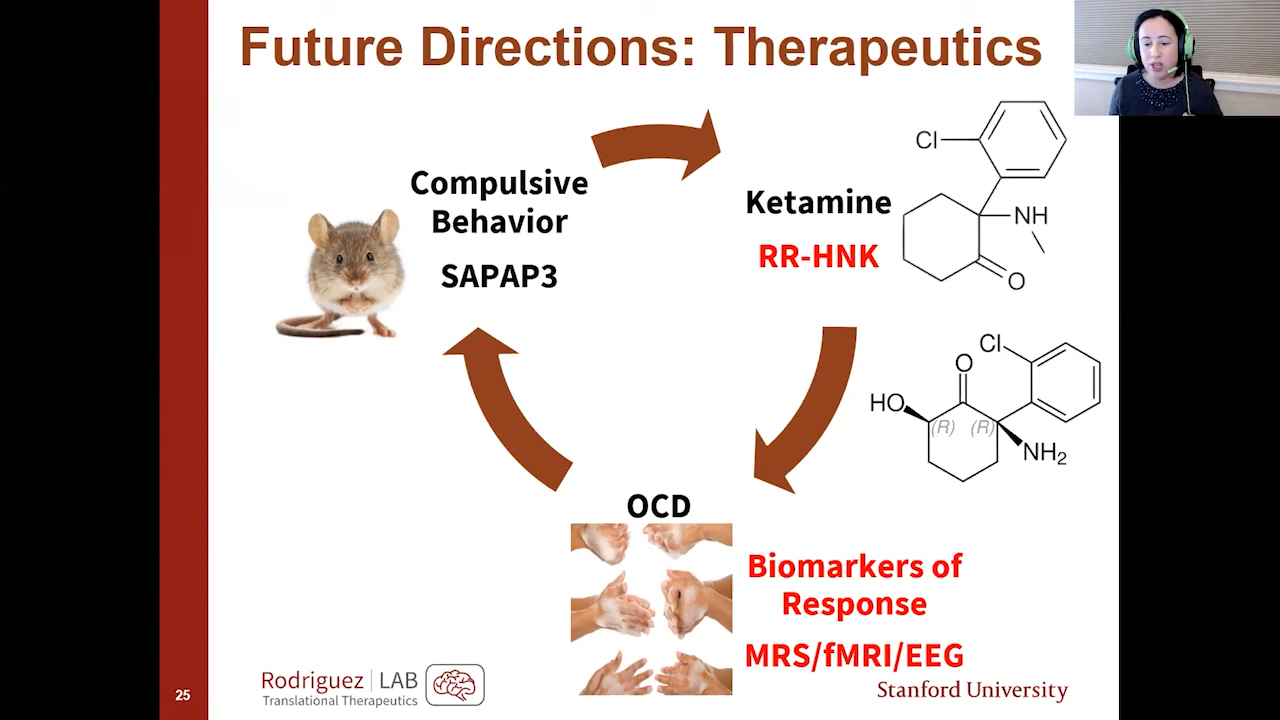 Future Directions: Therapeutics
Compulsive
Behavior
SAPAP3
Ketamine
RR-HNK
Cl
NH
O
Cl
O
HO
(R)
(R)
NH2
OCD
Biomarkers of
Response
MRS/fMRI/EEG
Rodriguez | LAB
Translational Therapeutics
Stanford University
25